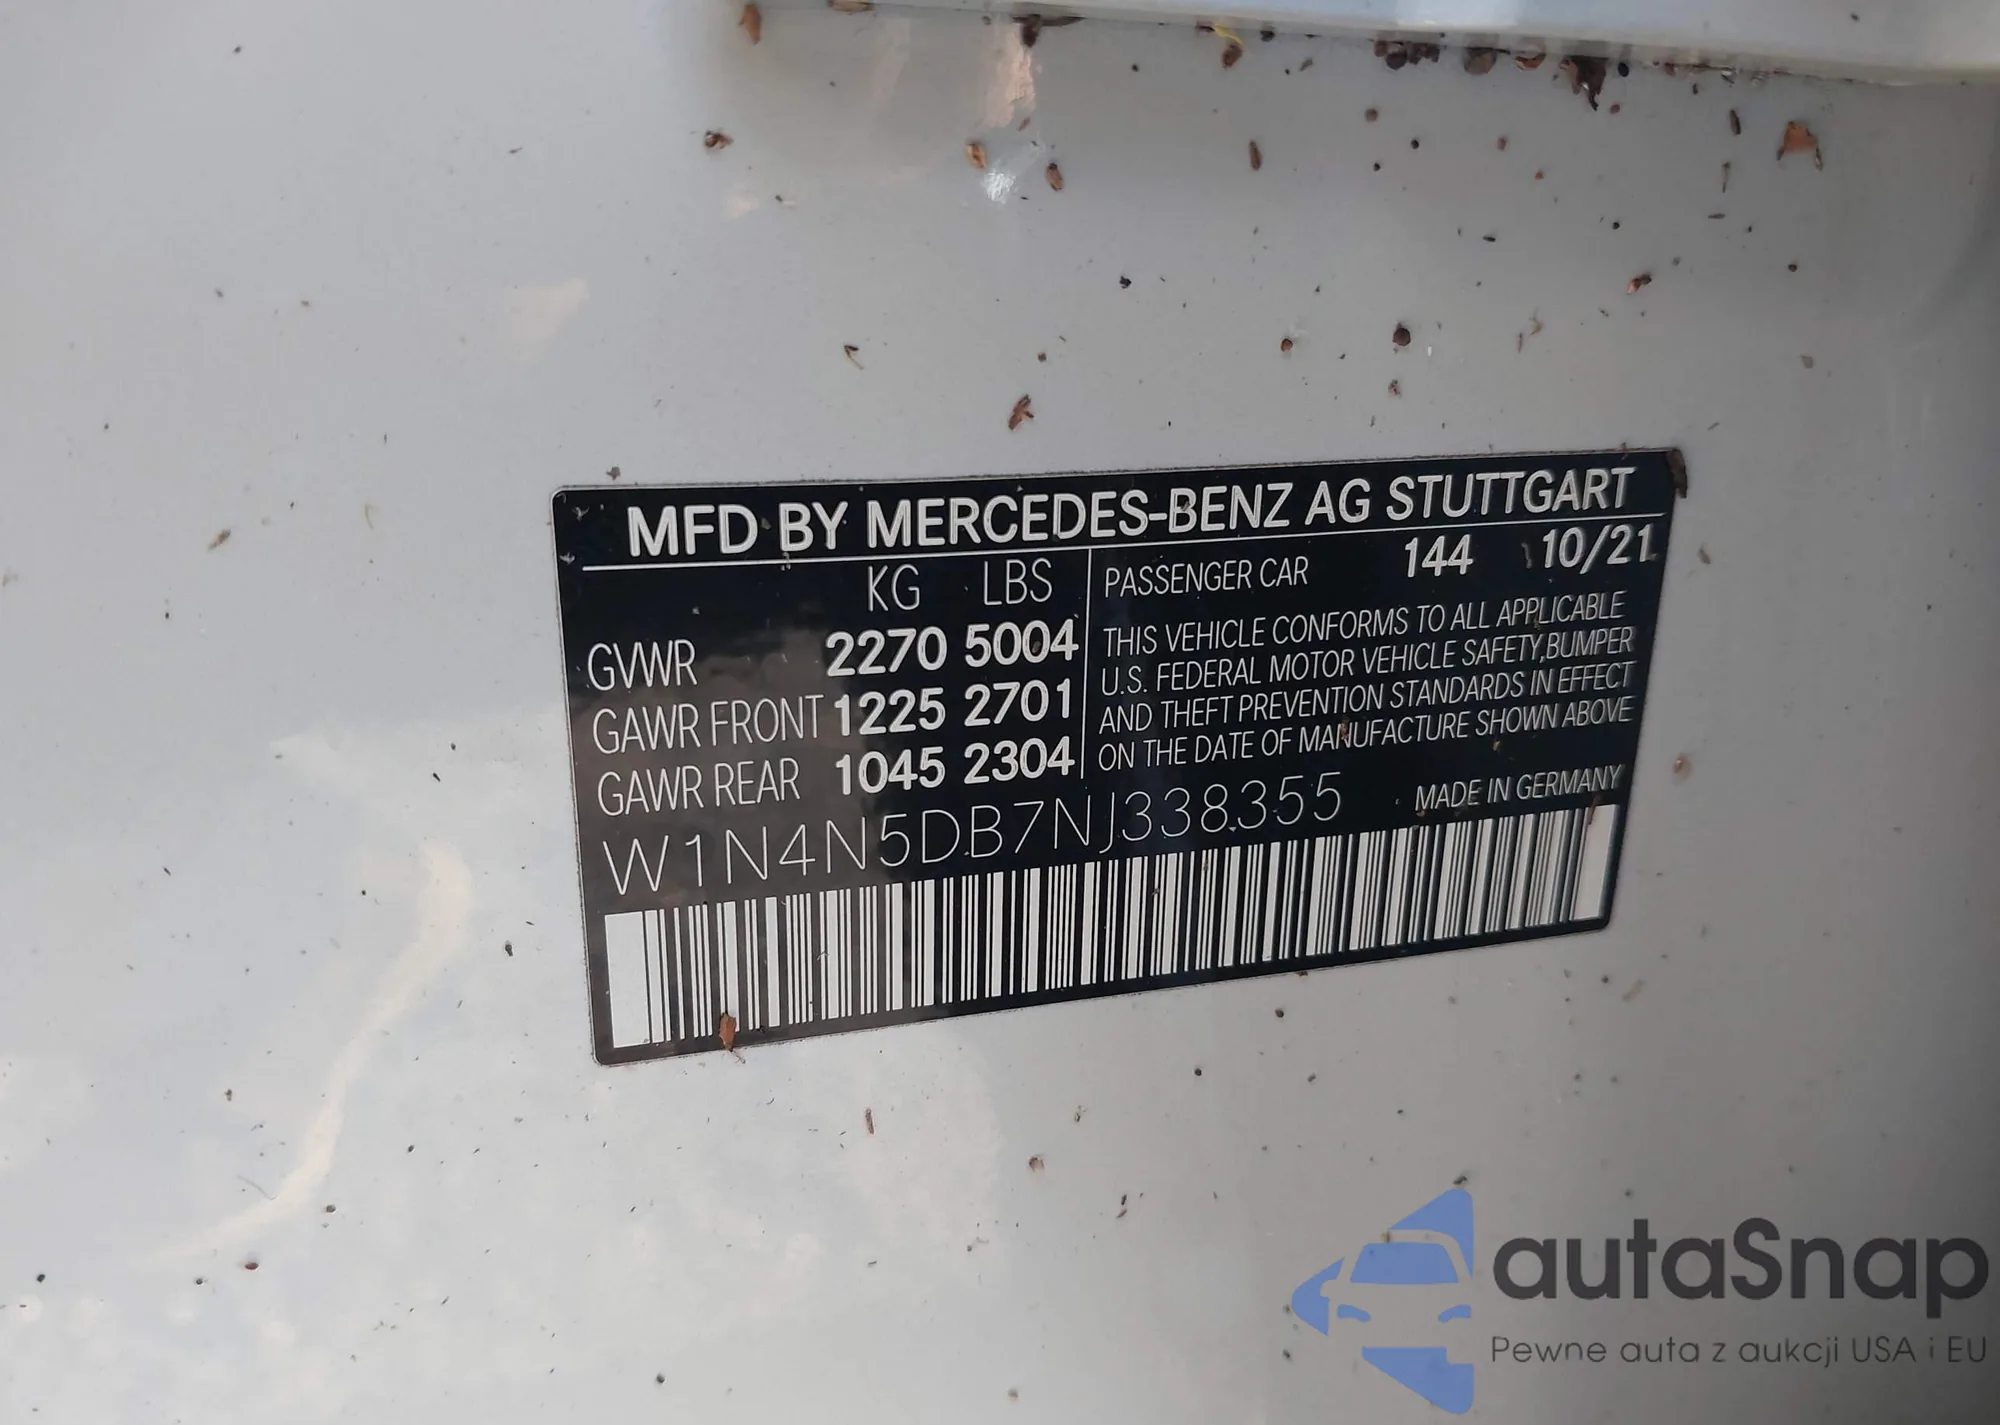 MFD BY MERCEDES-BENZ AG STUTTGART
KG LBS
GVWR 2270 5004
GAWR FRONT 1225 2701
GAWR REAR 1045 2304
PASSENGER CAR 144 10/21
THIS VEHICLE CONFORMS TO ALL APPLICABLE
U.S. FEDERAL MOTOR VEHICLE SAFETY,BUMPER
AND THEFT PREVENTION STANDARDS IN EFFECT
ON THE DATE OF MANUFACTURE SHOWN ABOVE
W1N4N5DB7NJ338355 MADE IN GERMANY
autaSnap
Pewne auta z aukcji USA i EU